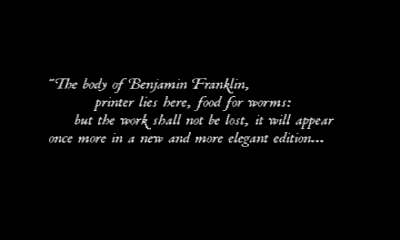 "The body of Benjamin Franklin,
printer lies here, food for worms:
but the work shall not be lost, it will appear
once more in a new and more elegant edition...